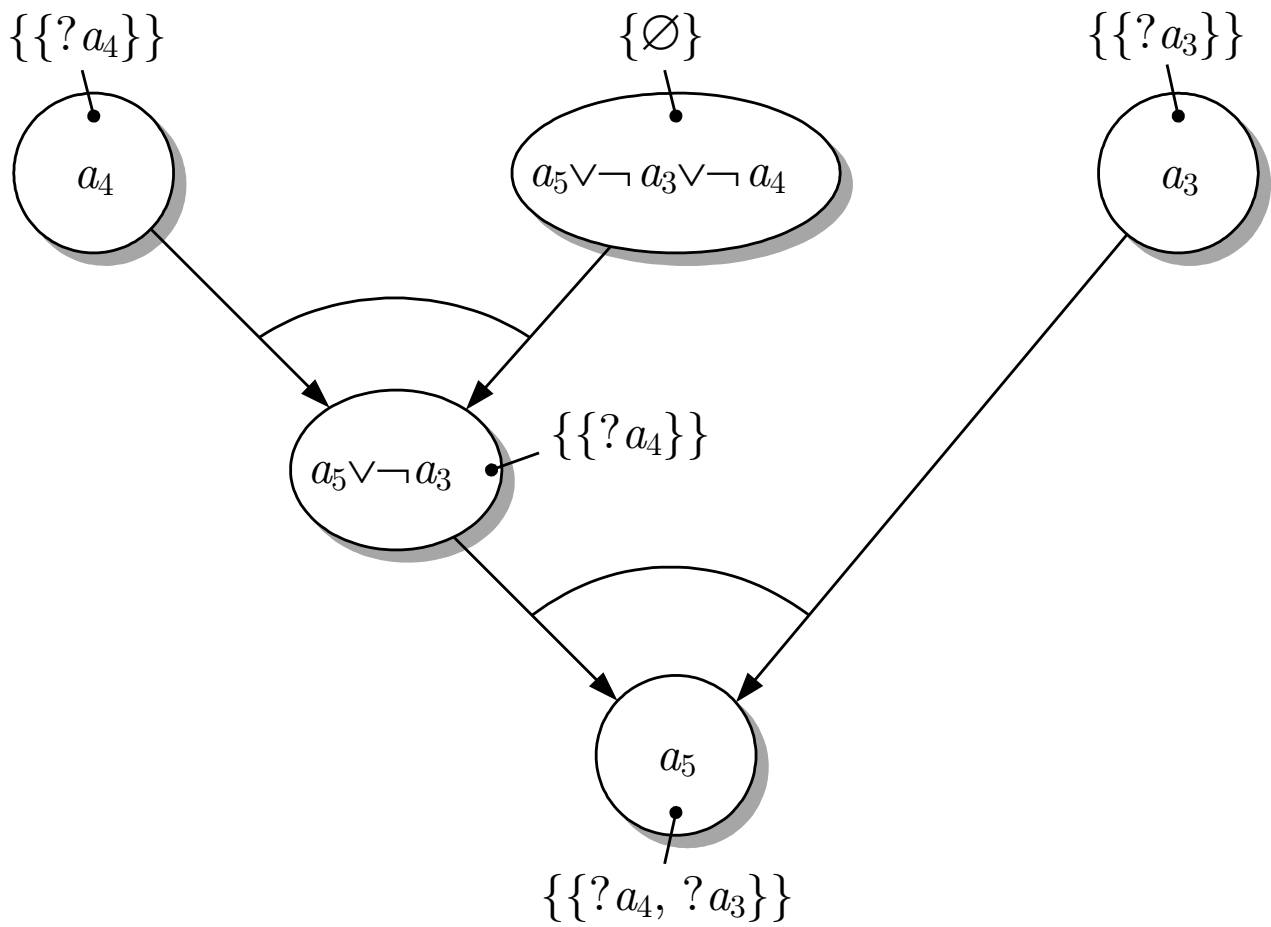 {{? a₄}}
{∅}
{{? a₃}}
a₄
a₅∨¬ a₃∨¬ a₄
a₃
{{? a₄}}
a₅∨¬ a₃
a₅
{{? a₄, ? a₃}}